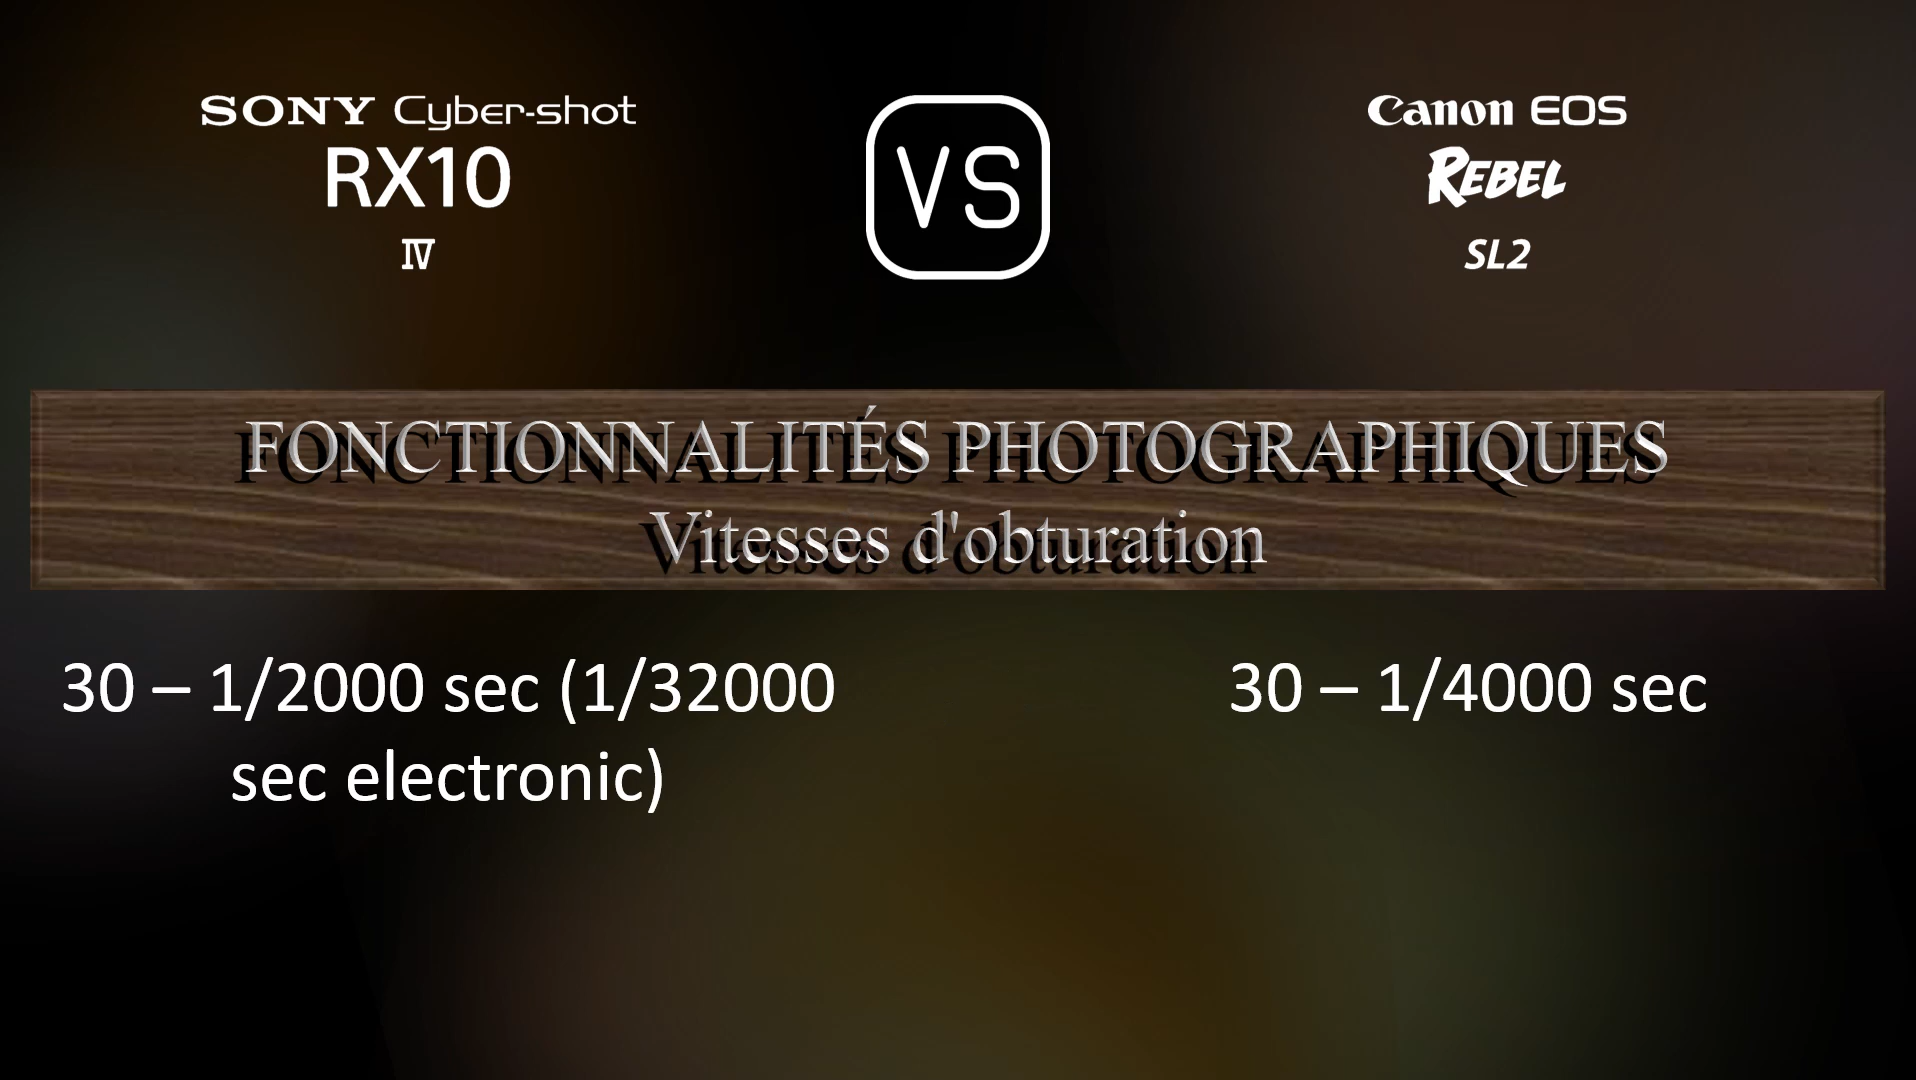 SONY Cyber-shot
RX10
IV
VS
Canon EOS
REBEL
SL2
FONCTIONNALITÉS PHOTOGRAPHIQUES
Vitesses d'obturation
30 – 1/2000 sec (1/32000
sec electronic)
30 – 1/4000 sec